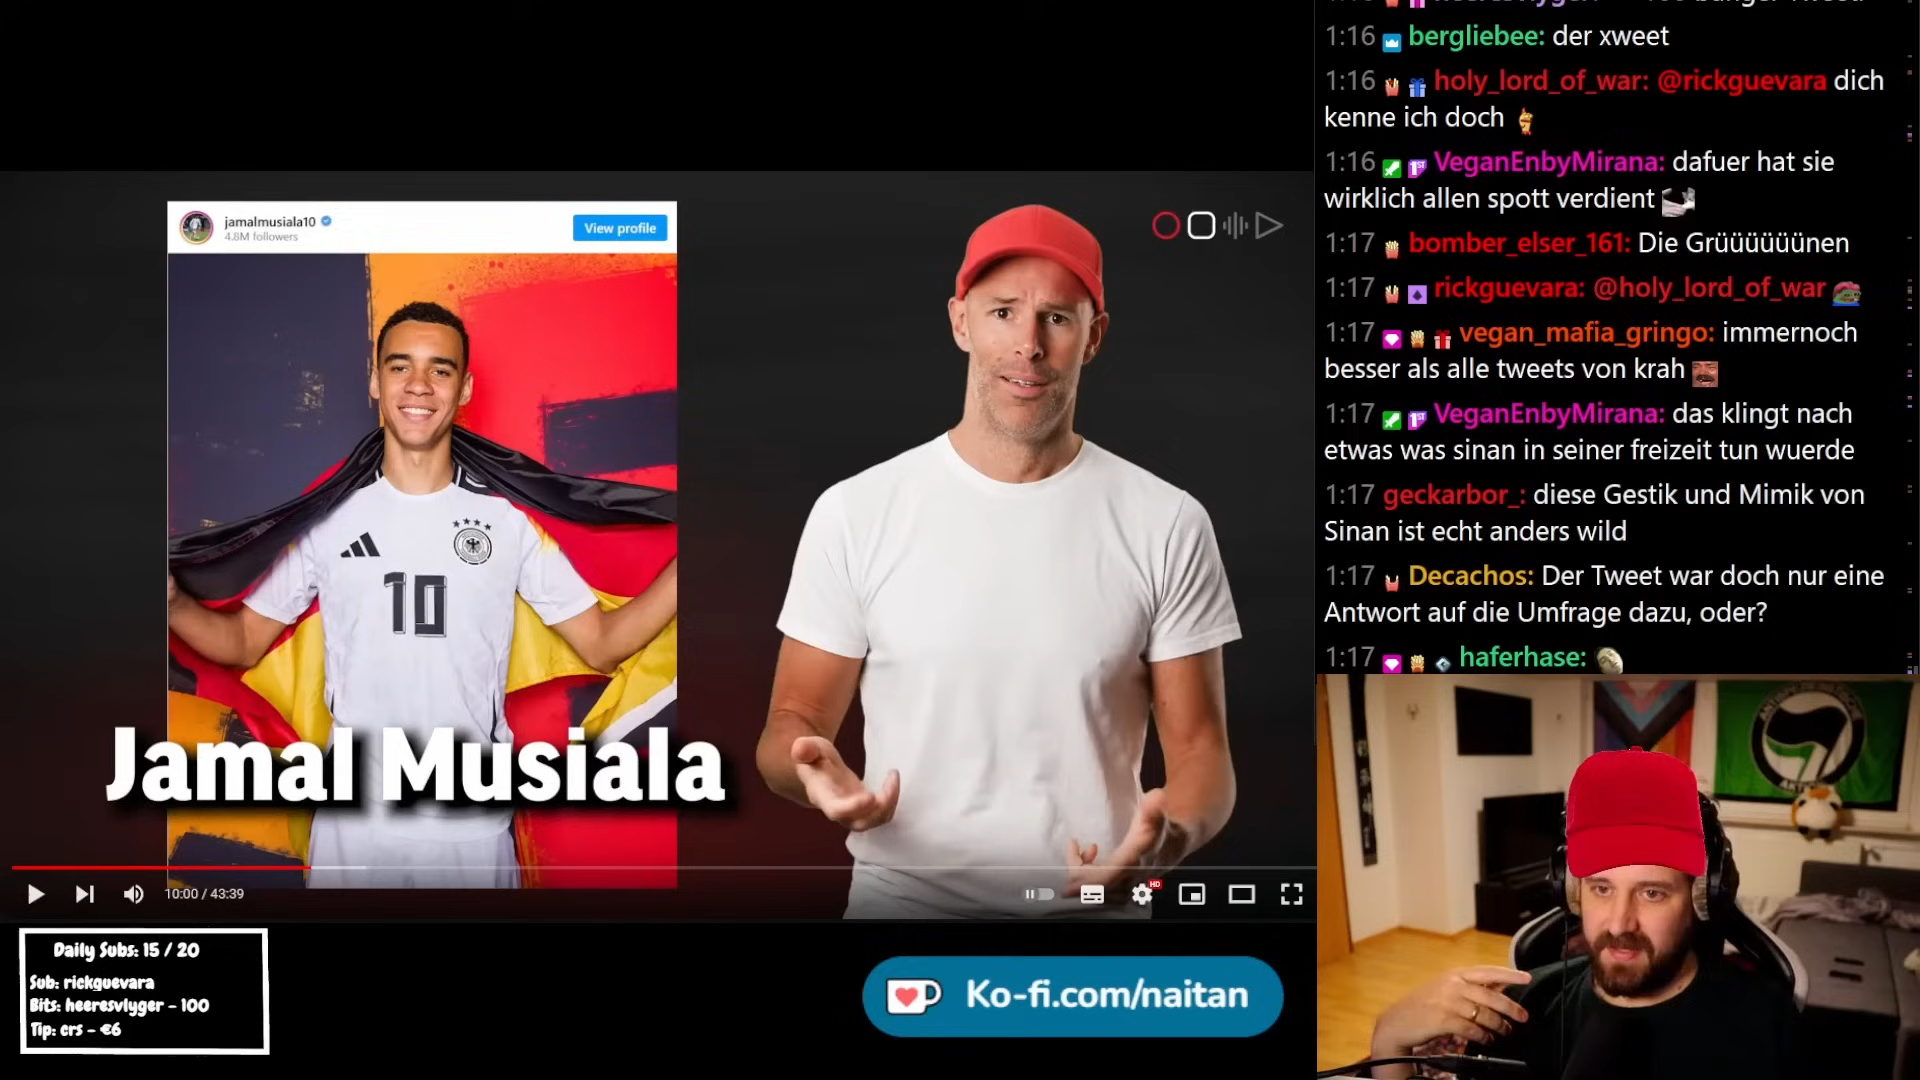 jamalmusiala10
4.8M followers
View profile
10
Jamal Musiala
10:00 / 43:39
HD
Daily Subs: 15 / 20
Sub: rickguevara
Bits: heeresvlyger - 100
Tip: crs - €6
Ko-fi.com/naitan
1:16 bergliebee: der xweet
1:16 holy_lord_of_war: @rickguevara dich
kenne ich doch
1:16 VeganEnbyMirana: dafuer hat sie
wirklich allen spott verdient
1:17 bomber_elser_161: Die Grüüüüüünen
1:17 rickguevara: @holy_lord_of_war
1:17 vegan_mafia_gringo: immernoch
besser als alle tweets von krah
1:17 VeganEnbyMirana: das klingt nach
etwas was sinan in seiner freizeit tun wuerde
1:17 geckarbor_: diese Gestik und Mimik von
Sinan ist echt anders wild
1:17 Decachos: Der Tweet war doch nur eine
Antwort auf die Umfrage dazu, oder?
1:17 haferhase: